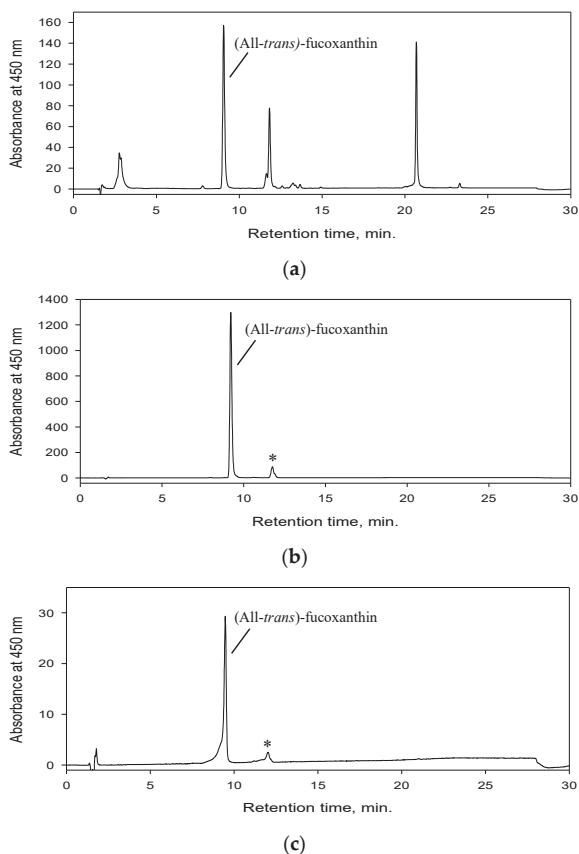 Absorbance at 450 nm
160
140
120
100
80
60
40
20
0
(All-trans)-fucoxanthin
0 5 10 15 20 25 30
Retention time, min.
(a)
Absorbance at 450 nm
1400
1200
1000
800
600
400
200
0
(All-trans)-fucoxanthin
*
0 5 10 15 20 25 30
Retention time, min.
(b)
Absorbance at 450 nm
30
20
10
0
(All-trans)-fucoxanthin
*
0 5 10 15 20 25 30
Retention time, min.
(c)